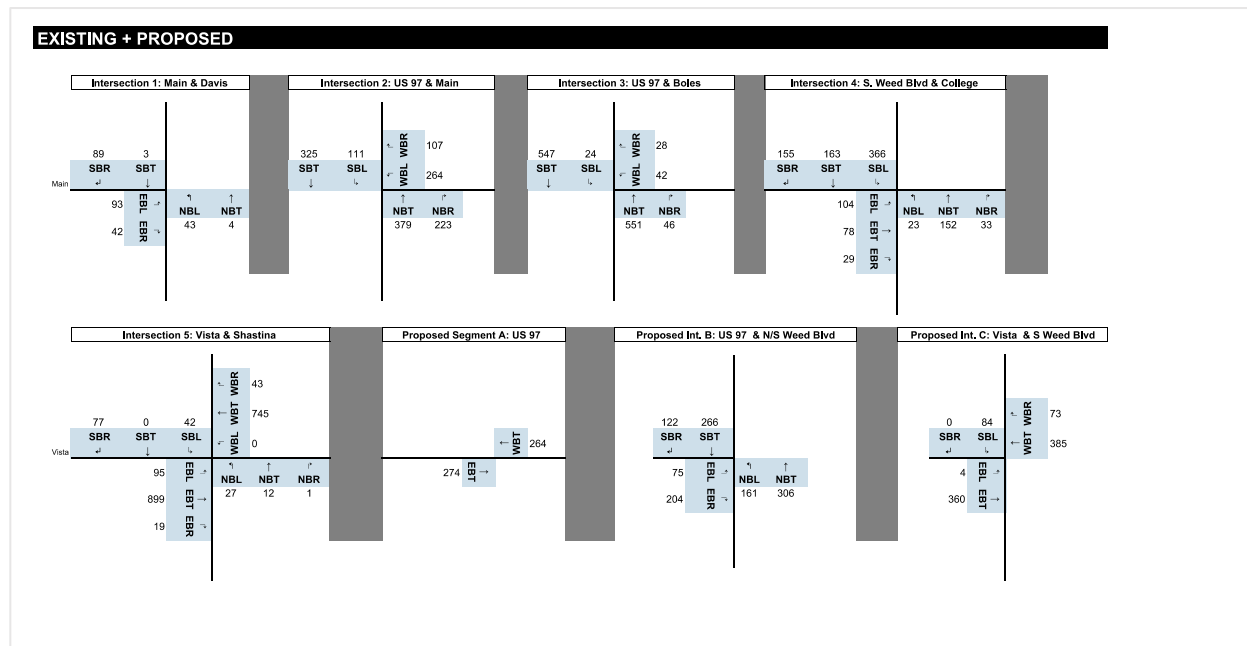 EXISTING + PROPOSED
Intersection 1: Main & Davis
89 3
SBR SBT
↲ ↓
Main
93 EBL
42 EBR
↰ ↑
NBL NBT
43 4
Intersection 2: US 97 & Main
325 111
SBT SBL
↓ ↳
WBR 107
WBL 264
↑ ↱
NBT NBR
379 223
Intersection 3: US 97 & Boles
547 24
SBT SBL
↓ ↳
WBR 28
WBL 42
↑ ↱
NBT NBR
551 46
Intersection 4: S. Weed Blvd & College
155 163 366
SBR SBT SBL
↲ ↓ ↳
104 EBL
78 EBT →
29 EBR
↰ ↑ ↱
NBL NBT NBR
23 152 33
Intersection 5: Vista & Shastina
WBR 43
← WBT 745
WBL 0
77 0 42
SBR SBT SBL
↲ ↓ ↳
Vista
95 EBL
899 EBT →
19 EBR
↰ ↑ ↱
NBL NBT NBR
27 12 1
Proposed Segment A: US 97
← WBT 264
274 EBT →
Proposed Int. B: US 97 & N/S Weed Blvd
122 266
SBR SBT
↲ ↓
75 EBL
204 EBR
↰ ↑
NBL NBT
161 306
Proposed Int. C: Vista & S Weed Blvd
WBR 73
← WBT 385
0 84
SBR SBL
↲ ↳
4 EBL
360 EBT →